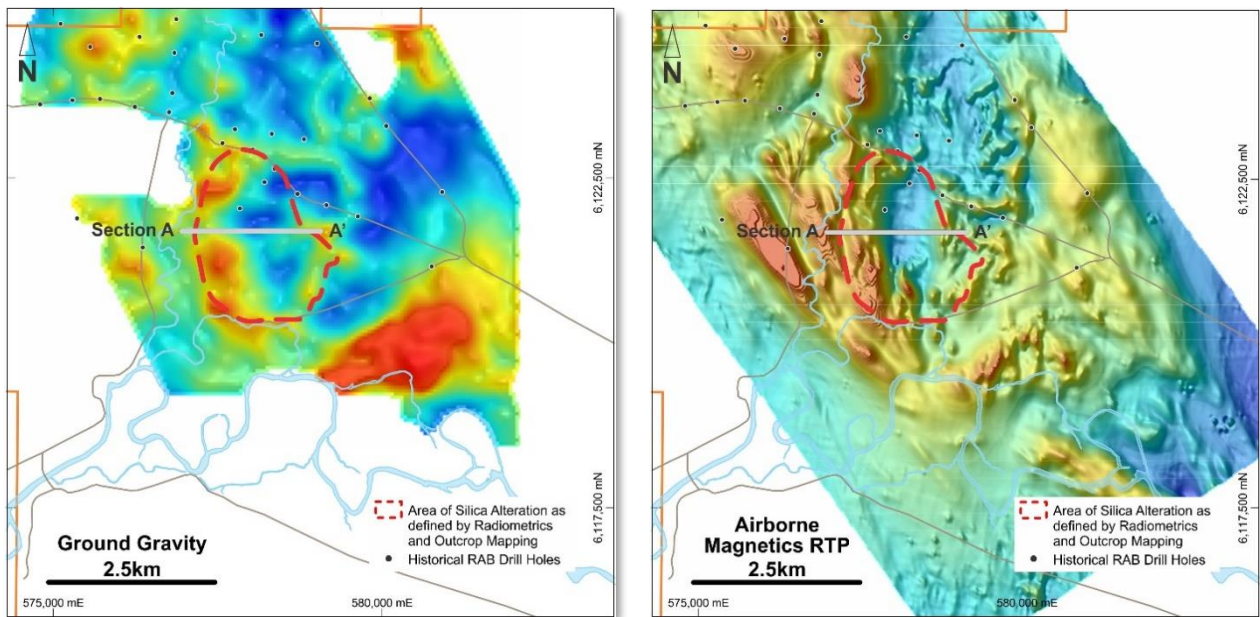 N
6,122,500 mN
Section A
A'
6,117,500 mN
Area of Silica Alteration as
defined by Radiometrics
and Outcrop Mapping
Historical RAB Drill Holes
Ground Gravity
2.5km
575,000 mE
580,000 mE
N
6,122,500 mN
Section A
A'
6,117,500 mN
Area of Silica Alteration as
defined by Radiometrics
and Outcrop Mapping
Historical RAB Drill Holes
Airborne
Magnetics RTP
2.5km
575,000 mE
580,000 mE